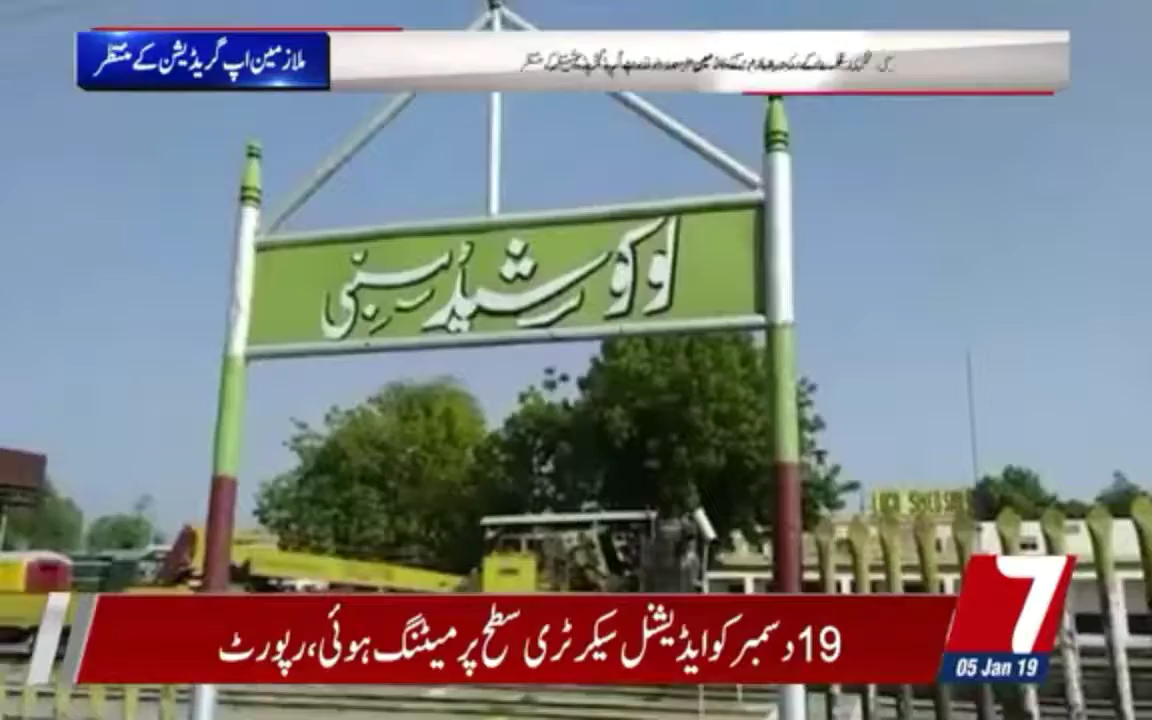 ملازمین اپ گریڈیشن کے منتظر
لوکو شیڈ سبّی
LOCO SHED SIBI
19 دسمبر کو ایڈیشنل سیکرٹری سطح پر میٹنگ ہوئی، رپورٹ
7
05 Jan 19